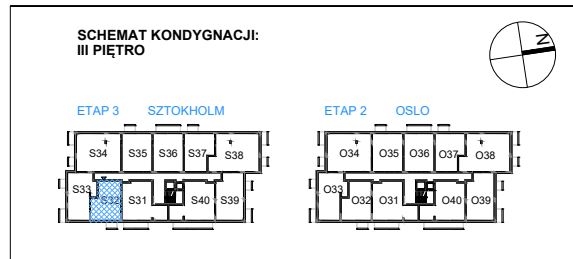 SCHEMAT KONDYGNACJI:
III PIĘTRO
N
ETAP 3 SZTOKHOLM
ETAP 2 OSLO
S34 S35 S36 S37 S38
O34 O35 O36 O37 O38
S33 S32 S31 S40 S39
O33 O32 O31 O40 O39